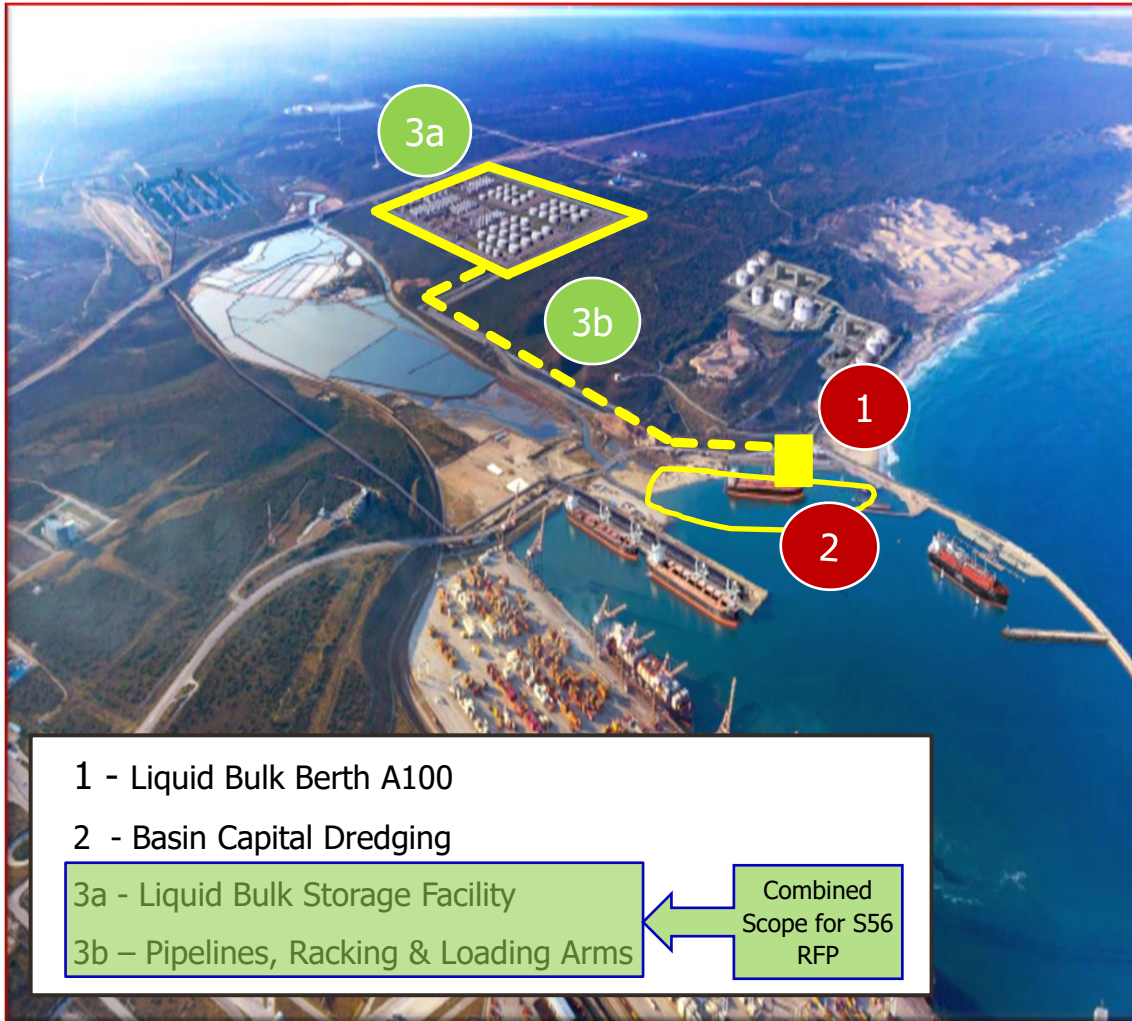 3a
3b
1
2
1 - Liquid Bulk Berth A100
2 - Basin Capital Dredging
3a - Liquid Bulk Storage Facility
3b – Pipelines, Racking & Loading Arms
Combined
Scope for S56
RFP